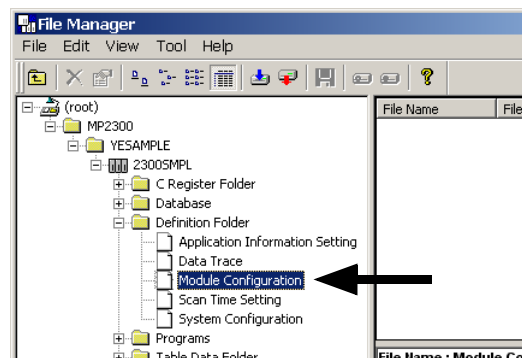 File Manager
File Edit View Tool Help
File Name File
(root)
MP2300
YESAMPLE
2300SMPL
C Register Folder
Database
Definition Folder
Application Information Setting
Data Trace
Module Configuration
Scan Time Setting
System Configuration
Programs
Table Data Folder
File Name : Module Co